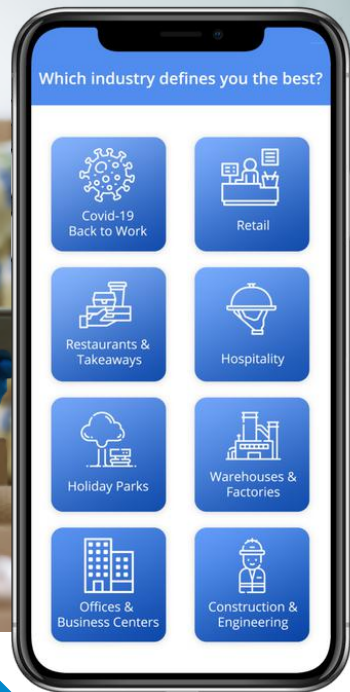 Which industry defines you the best?
Covid-19
Back to Work
Retail
Restaurants &
Takeaways
Hospitality
Holiday Parks
Warehouses &
Factories
Offices &
Business Centers
Construction &
Engineering